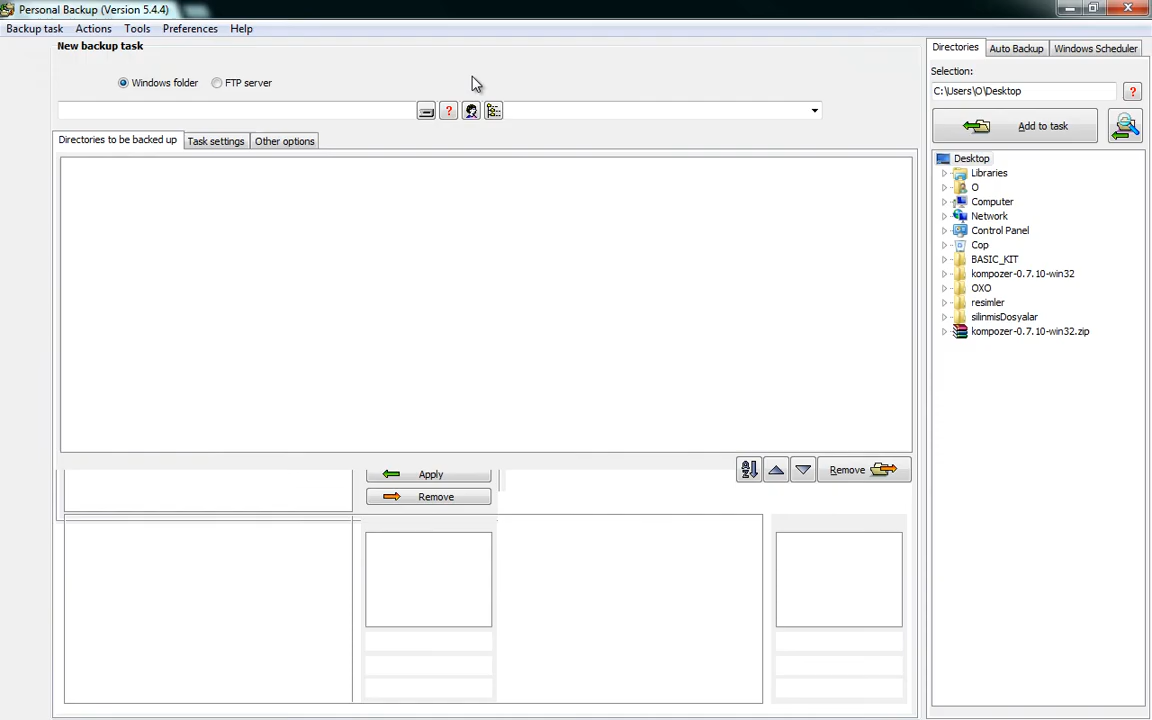 Personal Backup (Version 5.4.4)
Backup task Actions Tools Preferences Help
New backup task
Windows folder FTP server
Directories to be backed up Task settings Other options
Remove
Apply
Remove
Directories Auto Backup Windows Scheduler
Selection:
C:\Users\O\Desktop
Add to task
Desktop
Libraries
O
Computer
Network
Control Panel
Cop
BASIC_KIT
kompozer-0.7.10-win32
OXO
resimler
silinmisDosyalar
kompozer-0.7.10-win32.zip